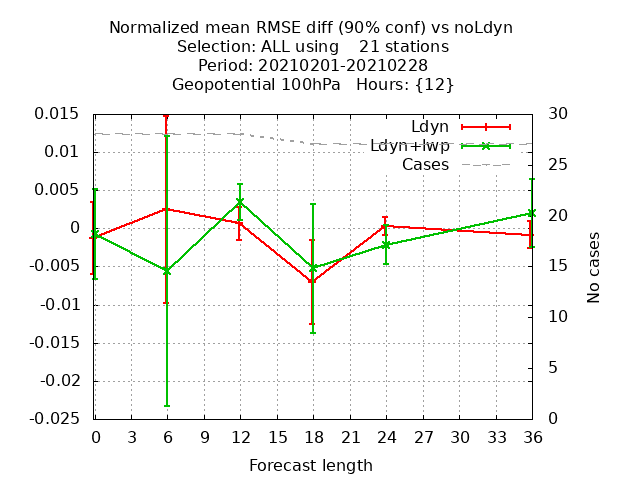 Normalized mean RMSE diff (90% conf) vs noLdyn
Selection: ALL using    21 stations
Period: 20210201-20210228
Geopotential 100hPa   Hours: {12}
0.015
0.01
0.005
0
-0.005
-0.01
-0.015
-0.02
-0.025
30
25
20
15
10
5
0
No cases
Ldyn
Ldyn+lwp
Cases
0 3 6 9 12 15 18 21 24 27 30 33 36
Forecast length